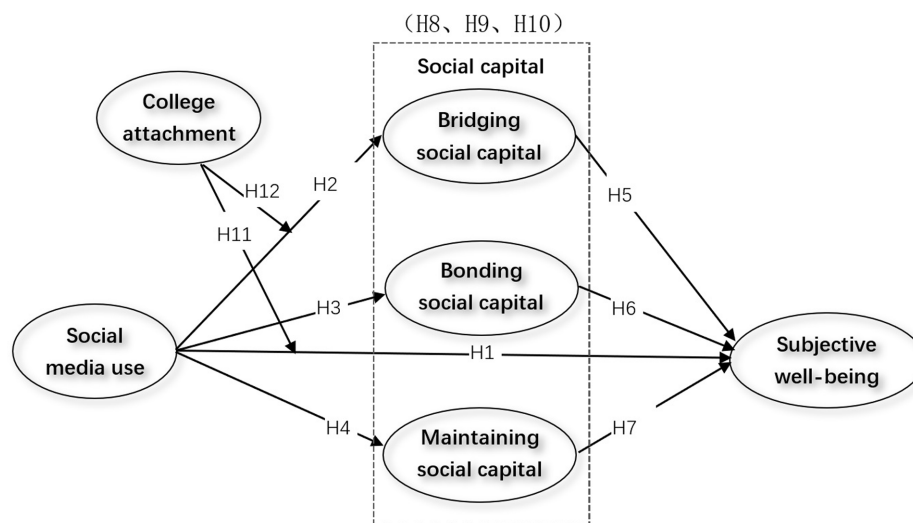 （H8、H9、H10）
Social capital
College
attachment
Bridging
social capital
H12
H2
H5
H11
Bonding
social capital
H3
H6
Social
media use
H1
Subjective
well-being
H4
Maintaining
social capital
H7